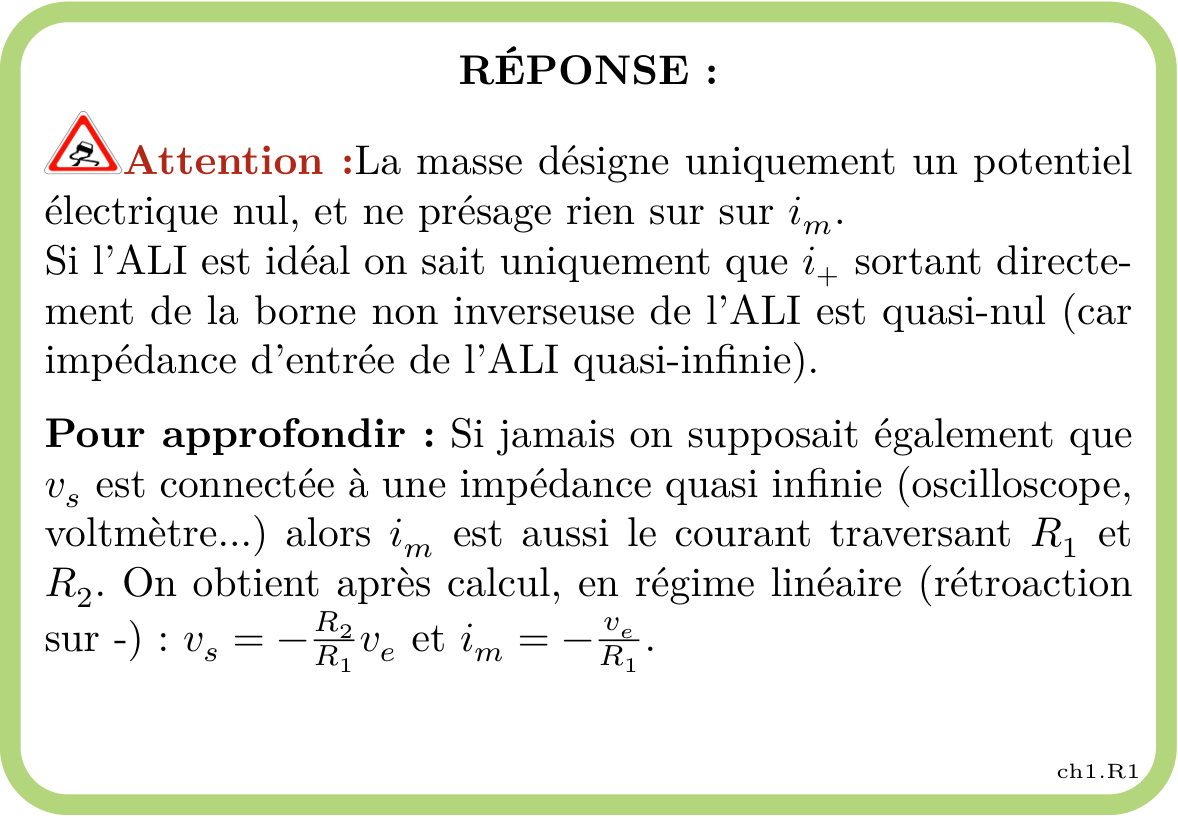 RÉPONSE :
Attention :La masse désigne uniquement un potentiel
électrique nul, et ne présage rien sur sur $i_m$.
Si l'ALI est idéal on sait uniquement que $i_+$ sortant directe-
ment de la borne non inverseuse de l'ALI est quasi-nul (car
impédance d'entrée de l'ALI quasi-infinie).
Pour approfondir : Si jamais on supposait également que
$v_s$ est connectée à une impédance quasi infinie (oscilloscope,
voltmètre...) alors $i_m$ est aussi le courant traversant $R_1$ et
$R_2$. On obtient après calcul, en régime linéaire (rétroaction
sur -) : $v_s = -\frac{R_2}{R_1}v_e$ et $i_m = -\frac{v_e}{R_1}$.
ch1.R1